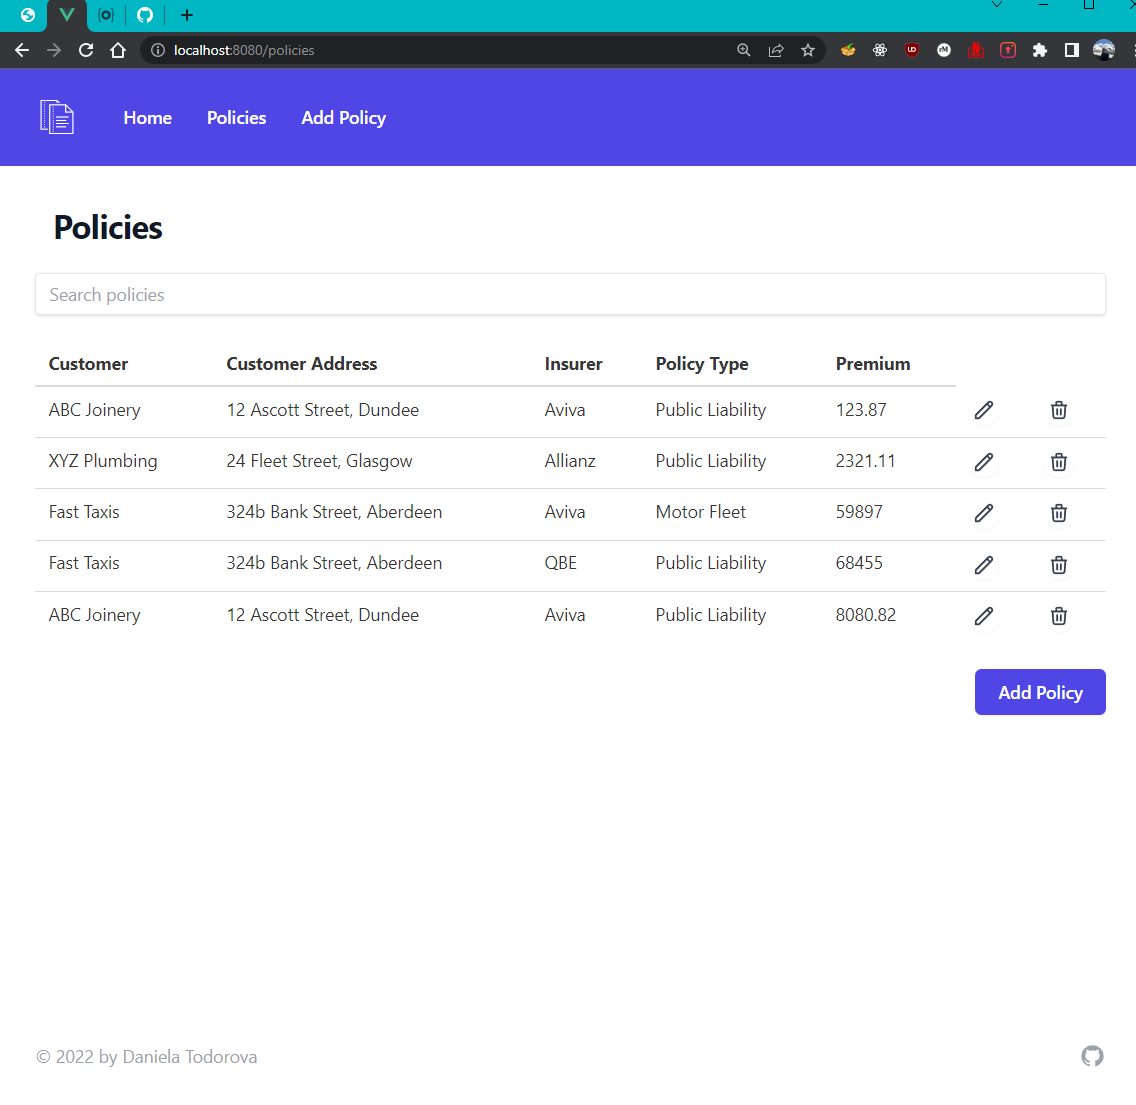 localhost:8080/policies
Home Policies Add Policy
Policies
Search policies
Customer Customer Address Insurer Policy Type Premium
ABC Joinery 12 Ascott Street, Dundee Aviva Public Liability 123.87
XYZ Plumbing 24 Fleet Street, Glasgow Allianz Public Liability 2321.11
Fast Taxis 324b Bank Street, Aberdeen Aviva Motor Fleet 59897
Fast Taxis 324b Bank Street, Aberdeen QBE Public Liability 68455
ABC Joinery 12 Ascott Street, Dundee Aviva Public Liability 8080.82
Add Policy
© 2022 by Daniela Todorova